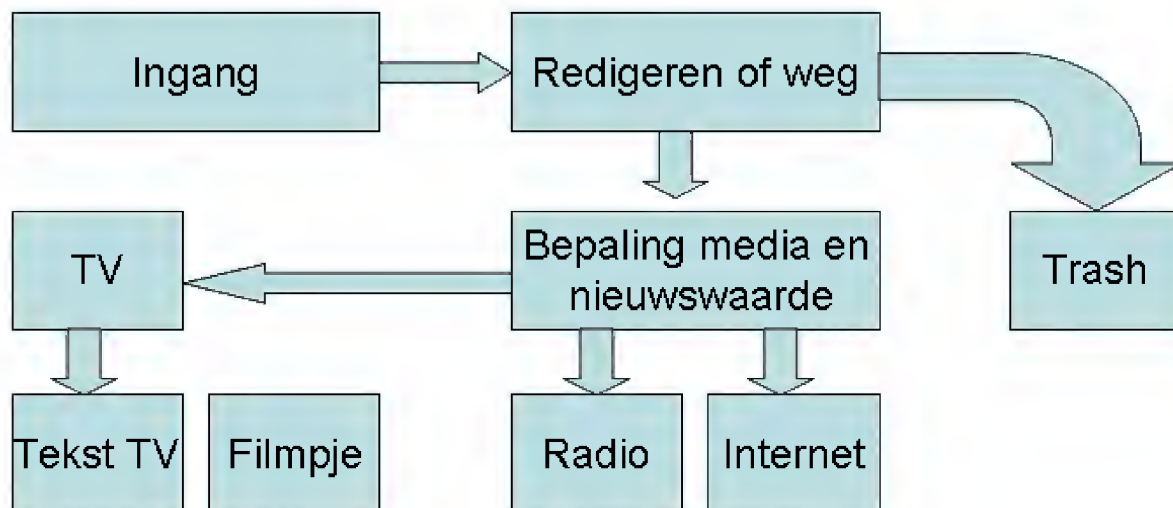 Ingang
Redigeren of weg
TV
Bepaling media en
nieuwswaarde
Trash
Tekst TV
Filmpje
Radio
Internet